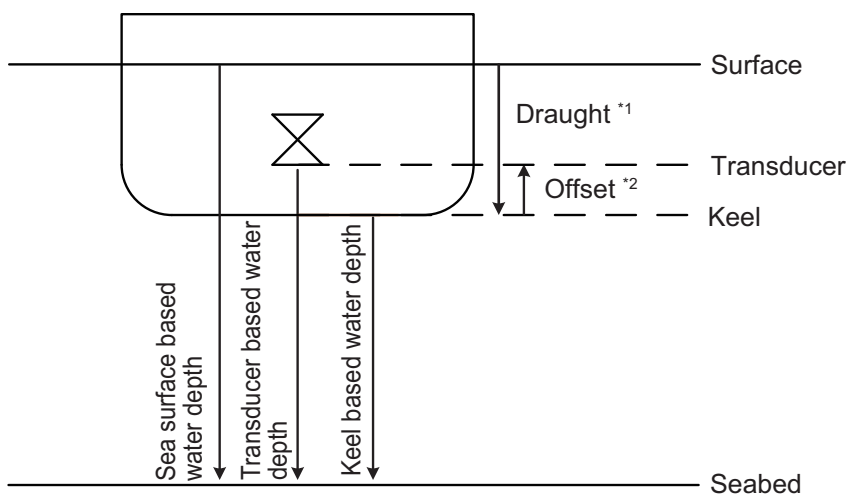 Surface
Draught *1
Transducer
Offset *2
Keel
Sea surface based
water depth
Transducer based water
depth
Keel based water depth
Seabed